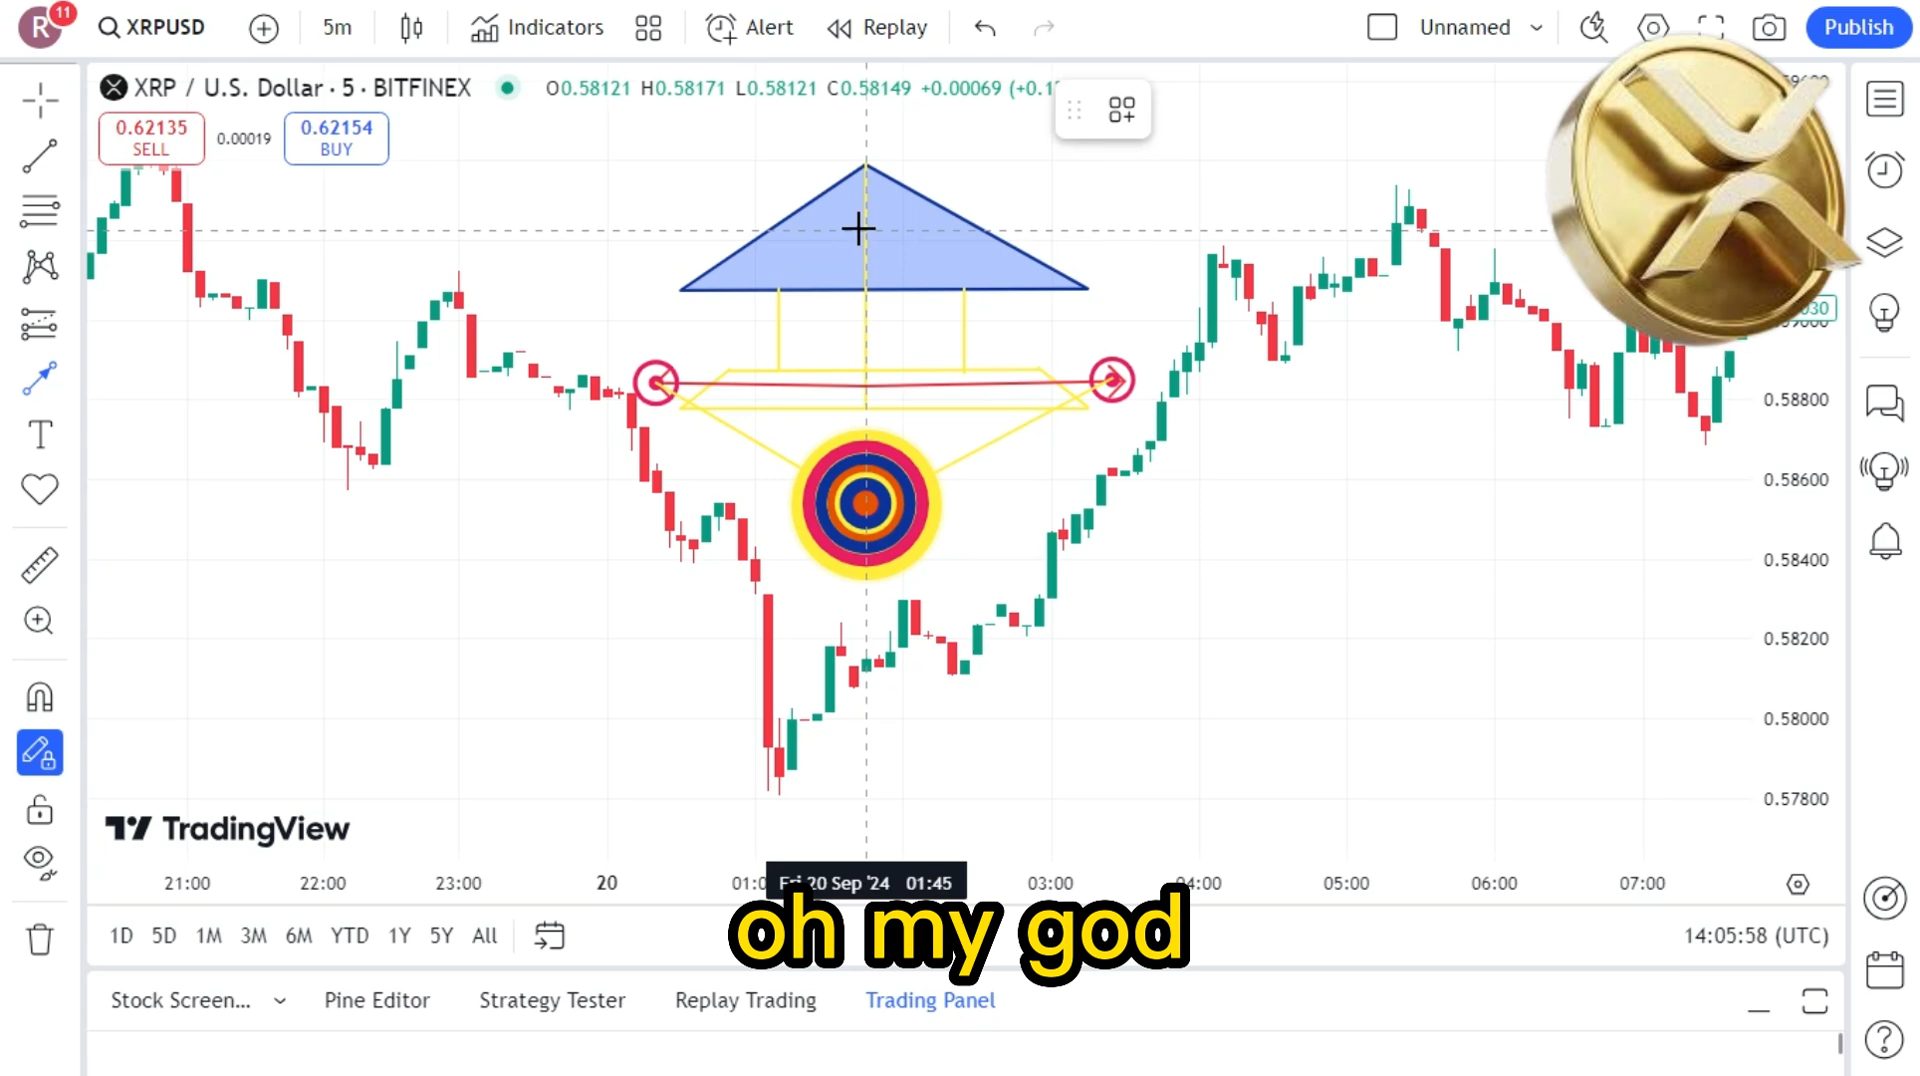 R 11 XRPUSD 5m Indicators Alert Replay Unnamed Publish
XRP / U.S. Dollar · 5 · BITFINEX O0.58121 H0.58171 L0.58121 C0.58149 +0.00069
0.62135 0.00019 0.62154
SELL BUY
0.58800
0.58600
0.58400
0.58200
0.58000
0.57800
TradingView
21:00 22:00 23:00 20 Fri 20 Sep '24 01:45 03:00 04:00 05:00 06:00 07:00
oh my god
1D 5D 1M 3M 6M YTD 1Y 5Y All 14:05:58 (UTC)
Stock Screen... Pine Editor Strategy Tester Replay Trading Trading Panel